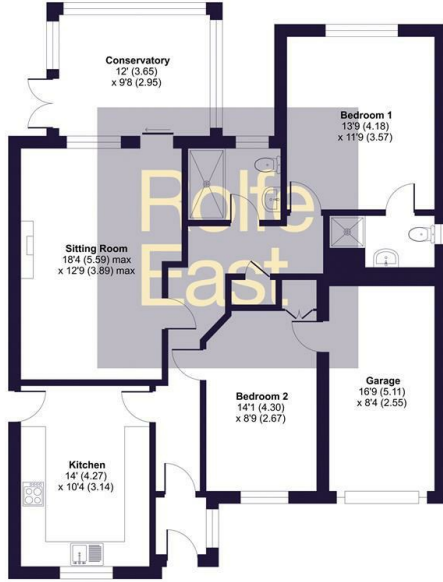 Conservatory
12' (3.65)
x 9'8 (2.95)
Bedroom 1
13'9 (4.18)
x 11'9 (3.57)
Rolfe
East
Sitting Room
18'4 (5.59) max
x 12'9 (3.89) max
Bedroom 2
14'1 (4.30)
x 8'9 (2.67)
Garage
16'9 (5.11)
x 8'4 (2.55)
Kitchen
14' (4.27)
x 10'4 (3.14)